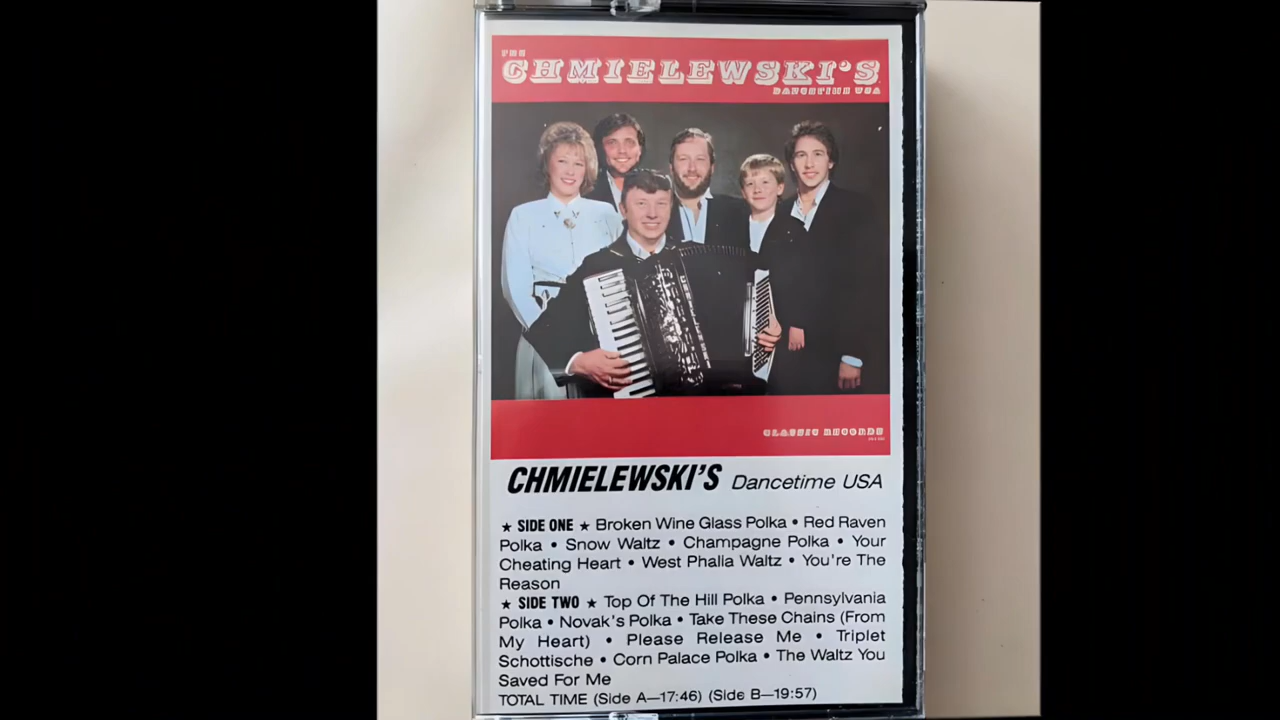 THE
CHMIELEWSKI'S
DANCETIME USA
CLASSIC RECORDS
CHMIELEWSKI'S Dancetime USA
★ SIDE ONE ★ Broken Wine Glass Polka • Red Raven
Polka • Snow Waltz • Champagne Polka • Your
Cheating Heart • West Phalia Waltz • You're The
Reason
★ SIDE TWO ★ Top Of The Hill Polka • Pennsylvania
Polka • Novak's Polka • Take These Chains (From
My Heart) • Please Release Me • Triplet
Schottische • Corn Palace Polka • The Waltz You
Saved For Me
TOTAL TIME (Side A—17:46) (Side B—19:57)